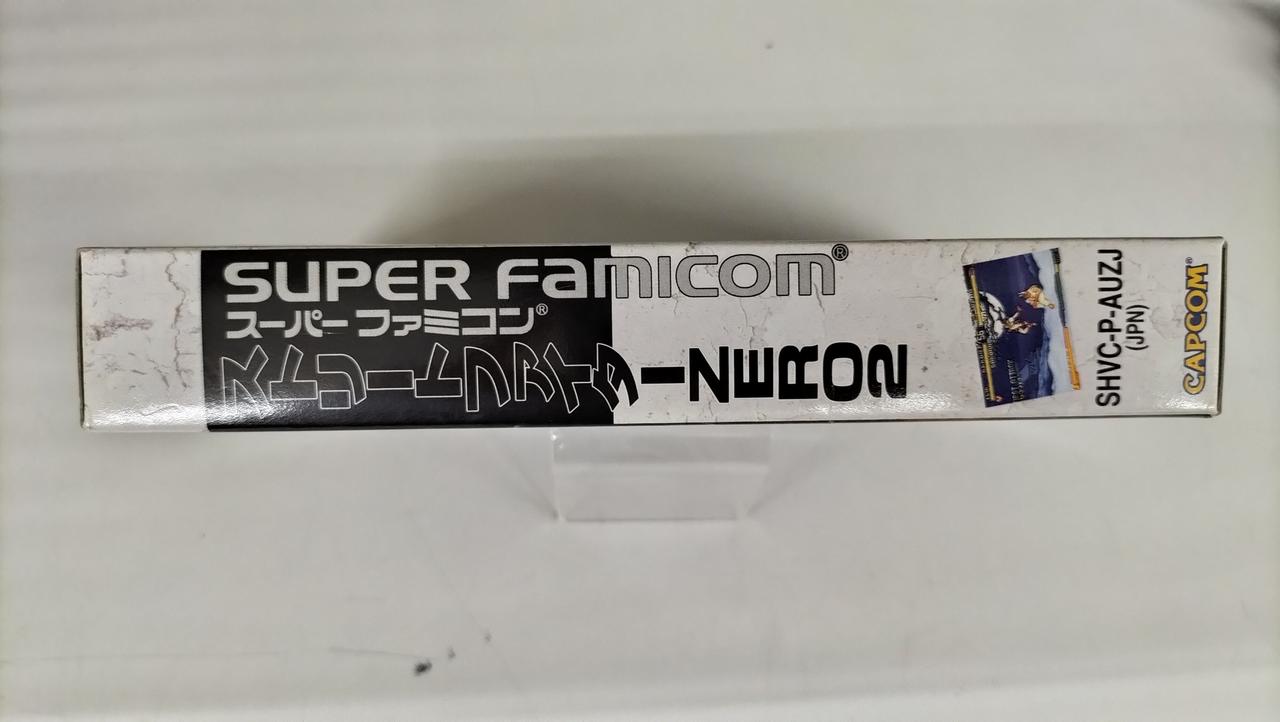 SUPER FAMICOM®
スーパー ファミコン®
ストリートファイターZERO 2
SHVC-P-AUZJ
(JPN)
CAPCOM®